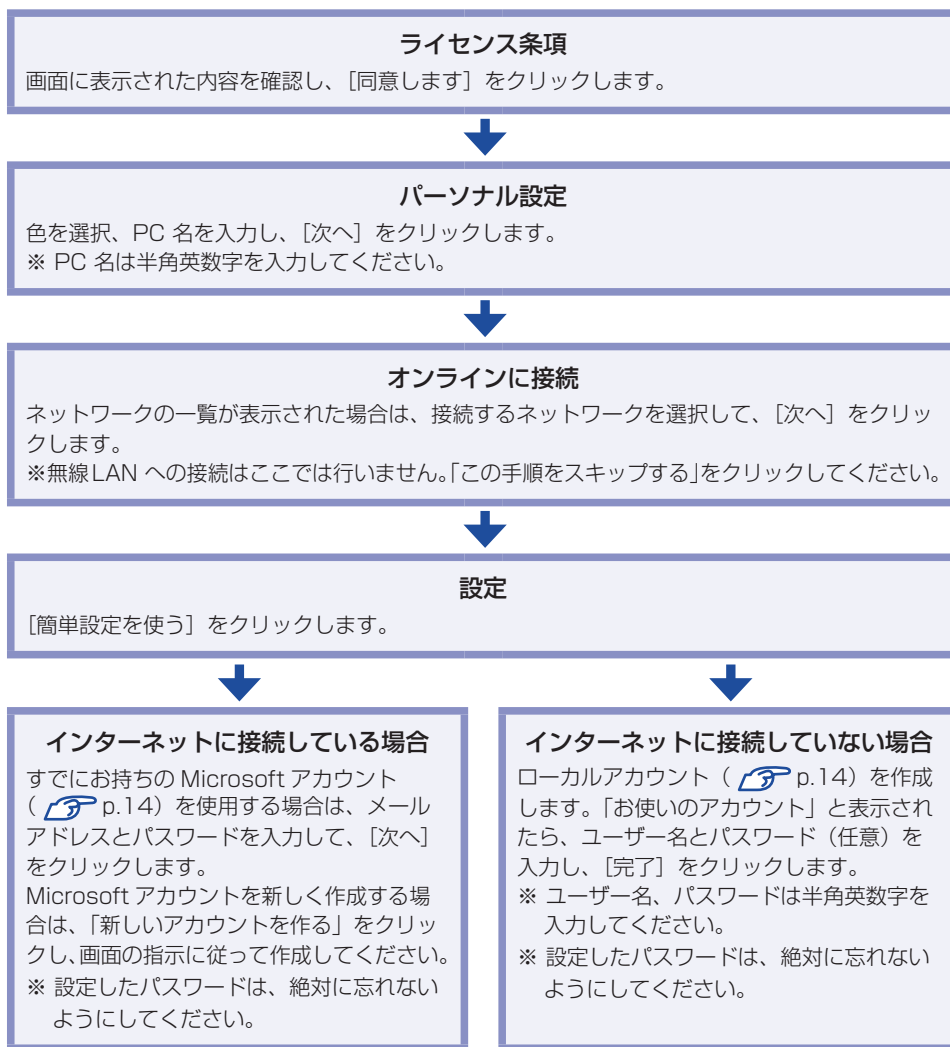 ライセンス条項
画面に表示された内容を確認し、［同意します］をクリックします。
パーソナル設定
色を選択、PC 名を入力し、［次へ］をクリックします。
※ PC 名は半角英数字を入力してください。
オンラインに接続
ネットワークの一覧が表示された場合は、接続するネットワークを選択して、［次へ］をクリッ
クします。
※無線LAN への接続はここでは行いません。「この手順をスキップする」をクリックしてください。
設定
［簡単設定を使う］をクリックします。
インターネットに接続している場合
すでにお持ちの Microsoft アカウント
（ p.14）を使用する場合は、メール
アドレスとパスワードを入力して、［次へ］
をクリックします。
Microsoft アカウントを新しく作成する場
合は、「新しいアカウントを作る」をクリッ
クし、画面の指示に従って作成してください。
※ 設定したパスワードは、絶対に忘れない
ようにしてください。
インターネットに接続していない場合
ローカルアカウント（ p.14）を作成
します。「お使いのアカウント」と表示され
たら、ユーザー名とパスワード（任意）を
入力し、［完了］をクリックします。
※ ユーザー名、パスワードは半角英数字を
入力してください。
※ 設定したパスワードは、絶対に忘れない
ようにしてください。